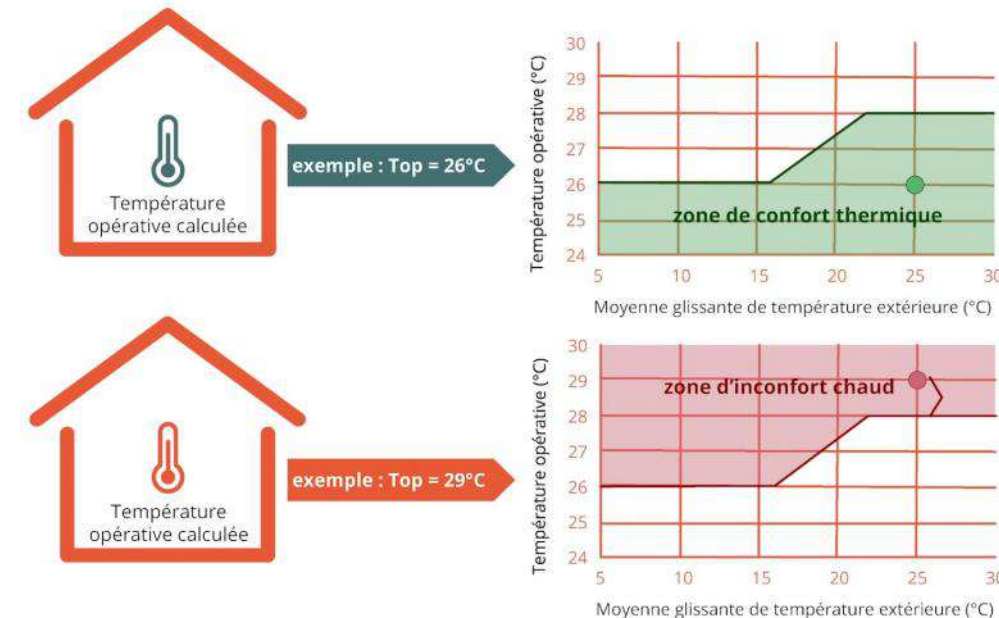 exemple : Top = 26°C
Température
opérative calculée
Température opérative (°C)
30
29
28
27
26
25
24
zone de confort thermique
5
10
15
20
25
30
Moyenne glissante de température extérieure (°C)
exemple : Top = 29°C
Température
opérative calculée
Température opérative (°C)
30
29
28
27
26
25
24
zone d'inconfort chaud
5
10
15
20
25
30
Moyenne glissante de température extérieure (°C)